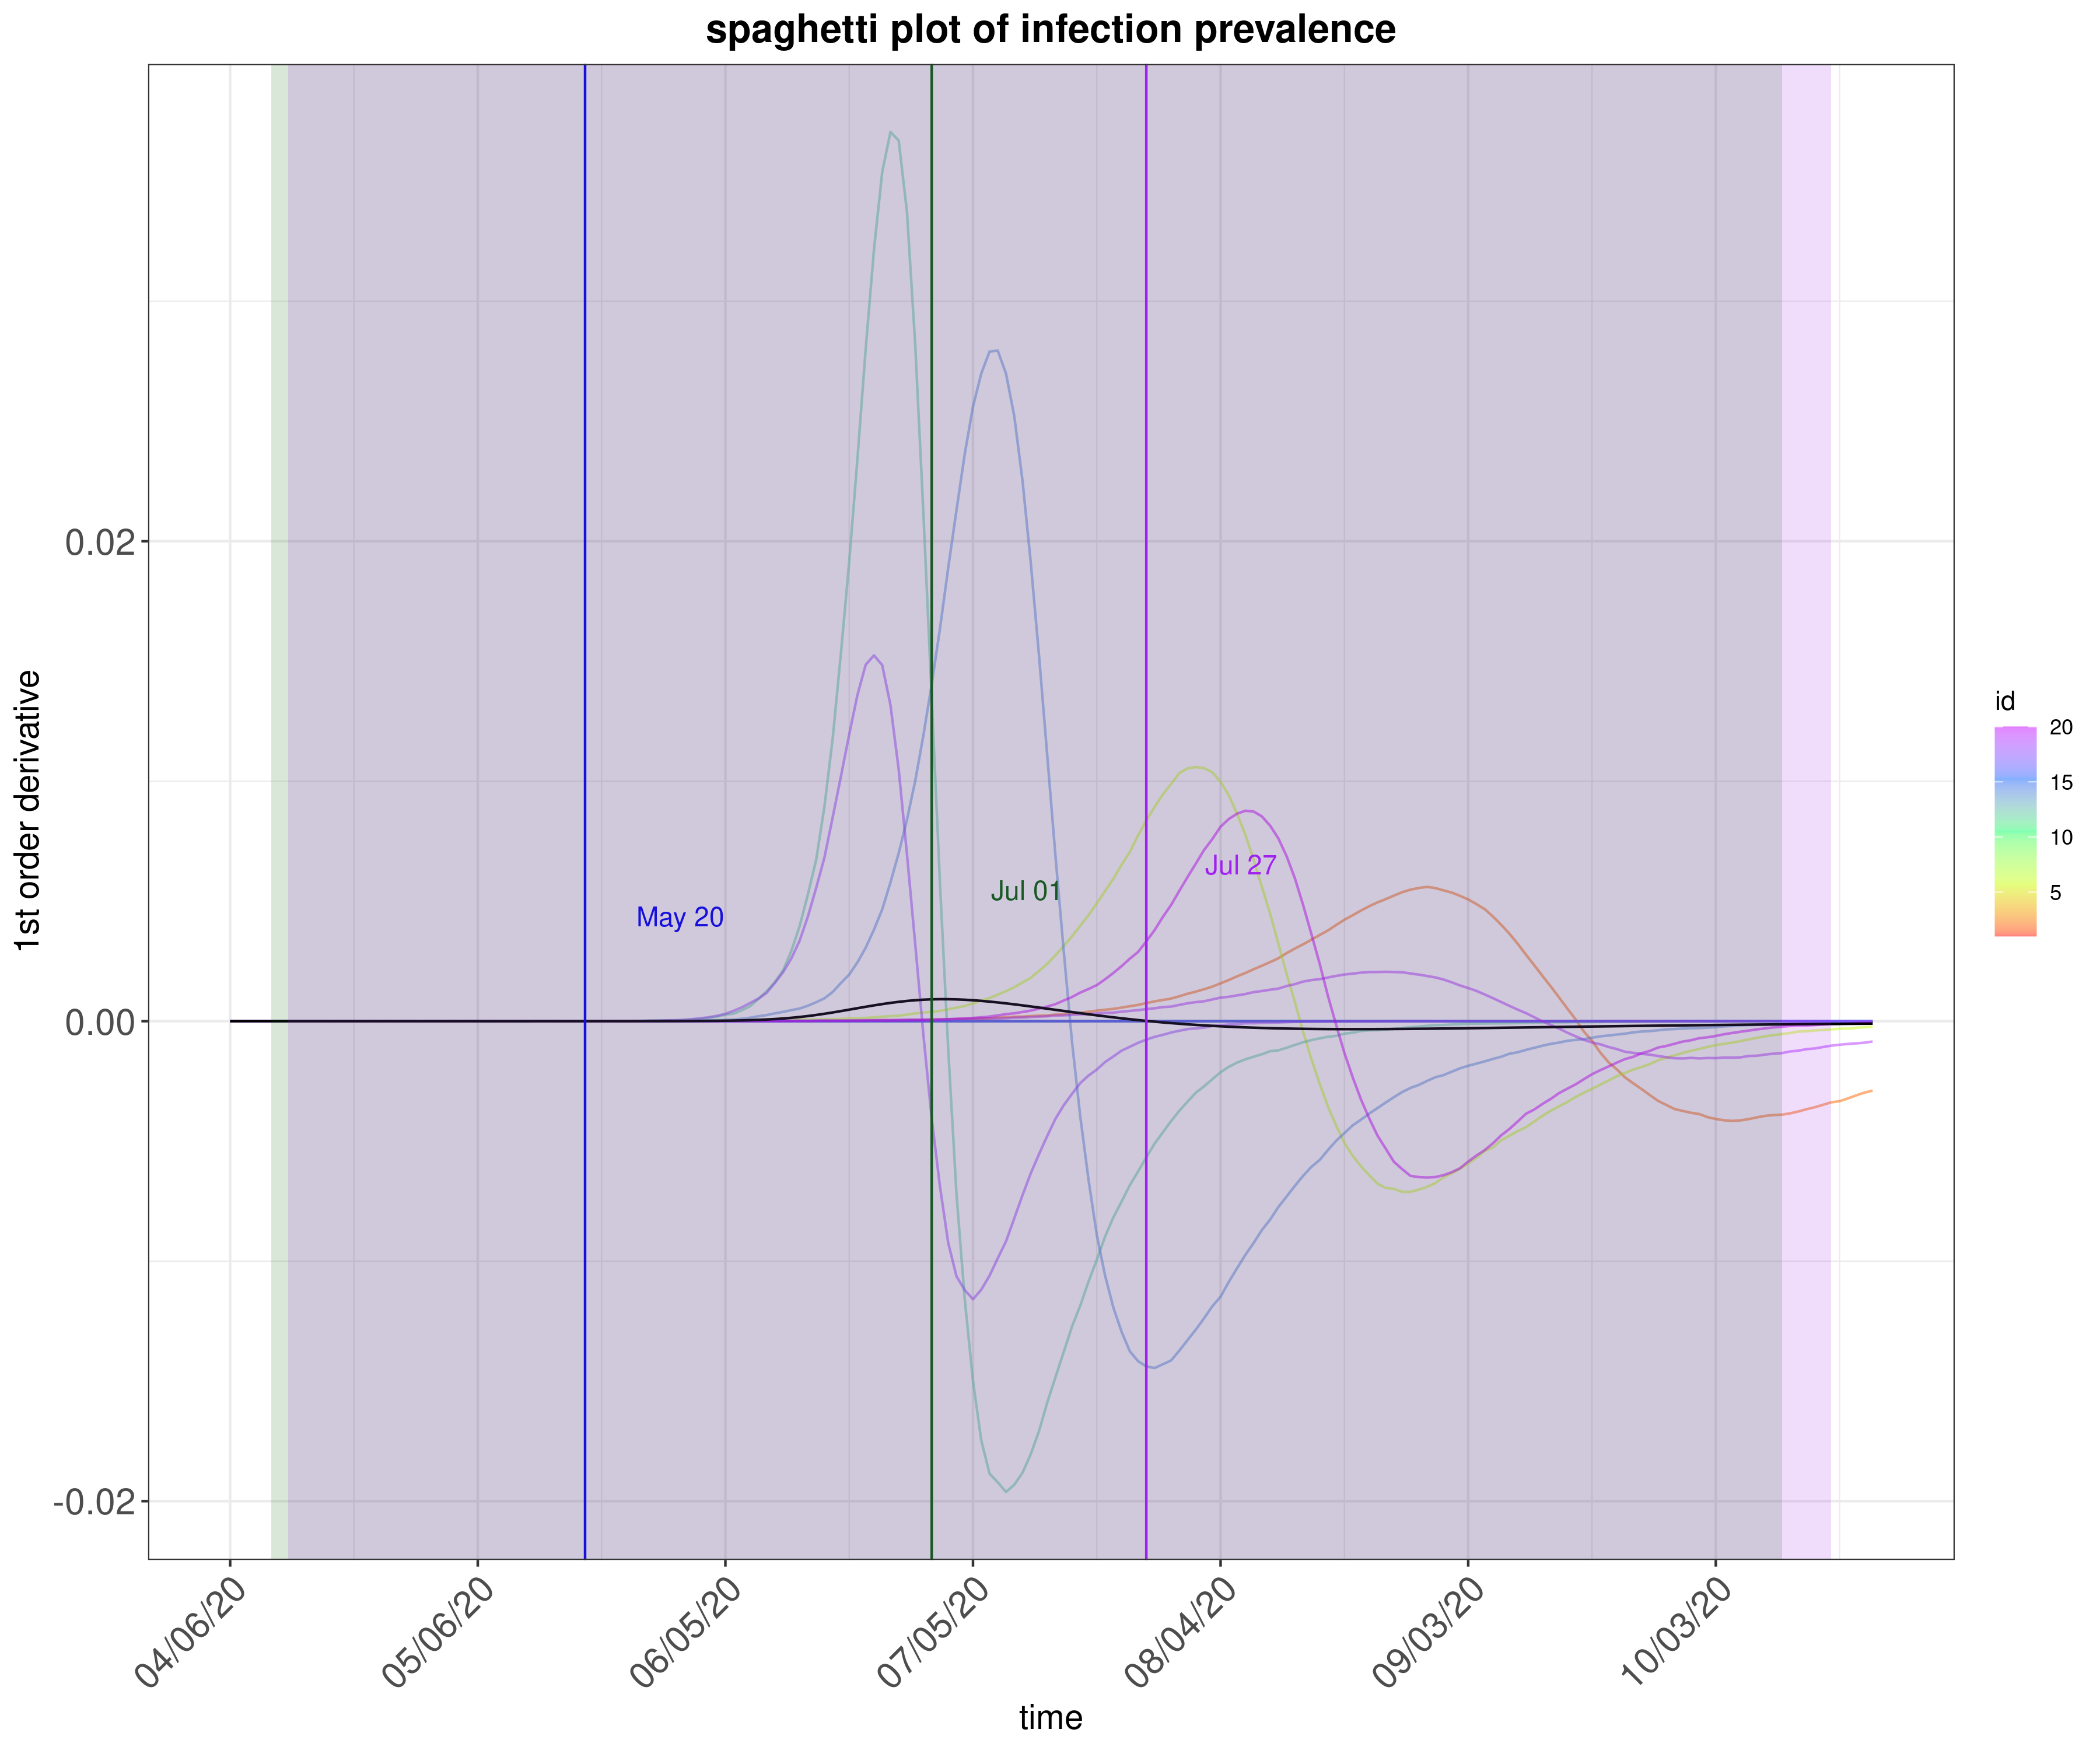 spaghetti plot of infection prevalence
1st order derivative
0.02
0.00
-0.02
May 20
Jul 01
Jul 27
04/06/20
05/06/20
06/05/20
07/05/20
08/04/20
09/03/20
10/03/20
time
id
20
15
10
5